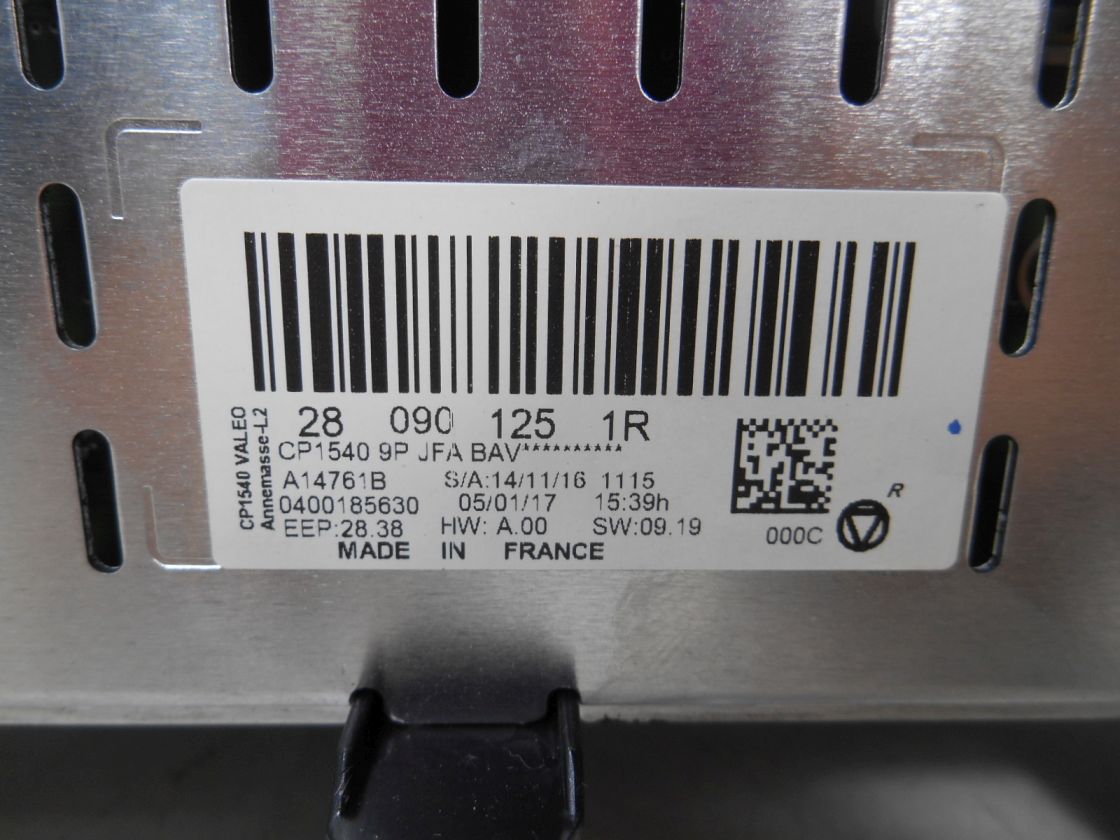 CP1540 VALEO
Annemasse-L2
28 090 125 1R
CP1540 9P JFA BAV**********
A14761B S/A:14/11/16 1115
0400185630 05/01/17 15:39h
EEP:28.38 HW: A.00 SW:09.19
MADE IN FRANCE
000C
R